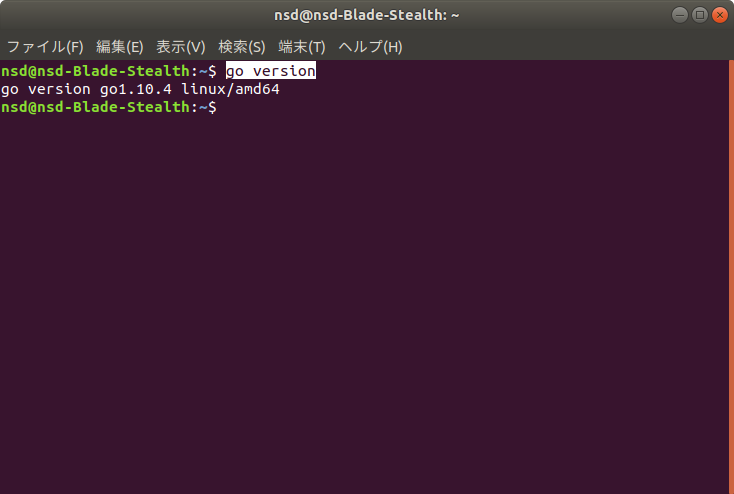 nsd@nsd-Blade-Stealth: ~
ファイル(F) 編集(E) 表示(V) 検索(S) 端末(T) ヘルプ(H)
nsd@nsd-Blade-Stealth:~$ go version
go version go1.10.4 linux/amd64
nsd@nsd-Blade-Stealth:~$